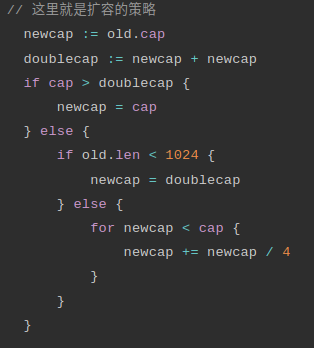 // 这里就是扩容的策略
newcap := old.cap
doublecap := newcap + newcap
if cap > doublecap {
newcap = cap
} else {
if old.len < 1024 {
newcap = doublecap
} else {
for newcap < cap {
newcap += newcap / 4
}
}
}